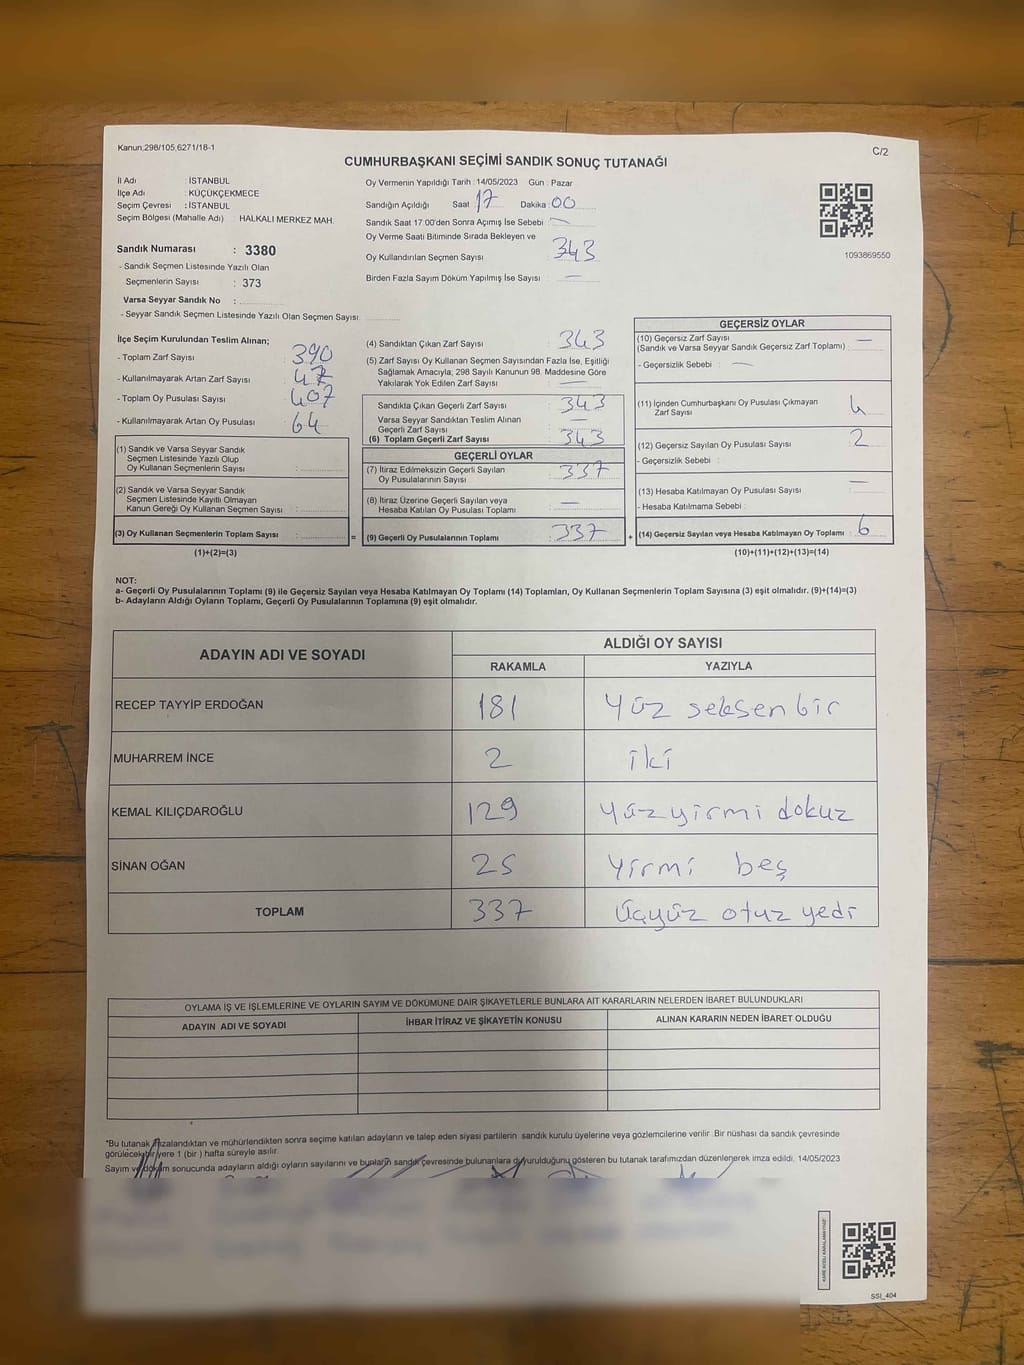 Kanun;298/105,6271/18-1
C/2
CUMHURBAŞKANI SEÇİMİ SANDIK SONUÇ TUTANAĞI
İl Adı : İSTANBUL
İlçe Adı : KÜÇÜKÇEKMECE
Seçim Çevresi : İSTANBUL
Seçim Bölgesi (Mahalle Adı) : HALKALI MERKEZ MAH.
Sandık Numarası : 3380
- Sandık Seçmen Listesinde Yazılı Olan
Seçmenlerin Sayısı : 373
Varsa Seyyar Sandık No :
- Seyyar Sandık Seçmen Listesinde Yazılı Olan Seçmen Sayısı
Oy Vermenin Yapıldığı Tarih : 14/05/2023 Gün : Pazar
Sandığın Açıldığı Saat : 17 Dakika : 00
Sandık Saat 17:00'den Sonra Açımış İse Sebebi : —
Oy Verme Saati Bitiminde Sırada Bekleyen ve
Oy Kullandırılan Seçmen Sayısı : 343
Birden Fazla Sayım Döküm Yapılmış İse Sayısı : —
1093869550
İlçe Seçim Kurulundan Teslim Alınan;
- Toplam Zarf Sayısı : 390
- Kullanılmayarak Artan Zarf Sayısı : 47
- Toplam Oy Pusulası Sayısı : 407
- Kullanılmayarak Artan Oy Pusulası : 64
(1) Sandık ve Varsa Seyyar Sandık
Seçmen Listesinde Yazılı Olup
Oy Kullanan Seçmenlerin Sayısı :
(2) Sandık ve Varsa Seyyar Sandık
Seçmen Listesinde Kayıtlı Olmayan
Kanun Gereği Oy Kullanan Seçmen Sayısı :
(3) Oy Kullanan Seçmenlerin Toplam Sayısı : =
(1)+(2)=(3)
(4) Sandıktan Çıkan Zarf Sayısı : 343
(5) Zarf Sayısı Oy Kullanan Seçmen Sayısından Fazla İse, Eşitliği
Sağlamak Amacıyla; 298 Sayılı Kanunun 98. Maddesine Göre
Yakılarak Yok Edilen Zarf Sayısı : —
Sandıkta Çıkan Geçerli Zarf Sayısı : 343
Varsa Seyyar Sandıktan Teslim Alınan
Geçerli Zarf Sayısı : —
(6) Toplam Geçerli Zarf Sayısı : 343
GEÇERLİ OYLAR
(7) İtiraz Edilmeksizin Geçerli Sayılan
Oy Pusulalarının Sayısı : 337
(8) İtiraz Üzerine Geçerli Sayılan veya
Hesaba Katılan Oy Pusulası Toplamı : —
(9) Geçerli Oy Pusulalarının Toplamı : 337 +
GEÇERSİZ OYLAR
(10) Geçersiz Zarf Sayısı
(Sandık ve Varsa Seyyar Sandık Geçersiz Zarf Toplamı) : —
- Geçersizlik Sebebi : —
(11) İçinden Cumhurbaşkanı Oy Pusulası Çıkmayan
Zarf Sayısı : 4
(12) Geçersiz Sayılan Oy Pusulası Sayısı : 2
- Geçersizlik Sebebi :
(13) Hesaba Katılmayan Oy Pusulası Sayısı : —
- Hesaba Katılmama Sebebi :
(14) Geçersiz Sayılan veya Hesaba Katılmayan Oy Toplamı : 6
(10)+(11)+(12)+(13)=(14)
NOT:
a- Geçerli Oy Pusulalarının Toplamı (9) ile Geçersiz Sayılan veya Hesaba Katılmayan Oy Toplamı (14) Toplamları, Oy Kullanan Seçmenlerin Toplam Sayısına (3) eşit olmalıdır. (9)+(14)=(3)
b- Adayların Aldığı Oyların Toplamı, Geçerli Oy Pusulalarının Toplamına (9) eşit olmalıdır.
ADAYIN ADI VE SOYADI ALDIĞI OY SAYISI
RAKAMLA YAZIYLA
RECEP TAYYİP ERDOĞAN 181 Yüz seksen bir
MUHARREM İNCE 2 iki
KEMAL KILIÇDAROĞLU 129 Yüzyirmi dokuz
SİNAN OĞAN 25 Yirmi beş
TOPLAM 337 Üçyüz otuz yedi
OYLAMA İŞ VE İŞLEMLERİNE VE OYLARIN SAYIM VE DÖKÜMÜNE DAİR ŞİKAYETLERLE BUNLARA AİT KARARLARIN NELERDEN İBARET BULUNDUKLARI
ADAYIN ADI VE SOYADI İHBAR İTİRAZ VE ŞİKAYETİN KONUSU ALINAN KARARIN NEDEN İBARET OLDUĞU
*Bu tutanak imzalandıktan ve mühürlendikten sonra seçime katılan adayların ve talep eden siyasi partilerin sandık kurulu üyelerine veya gözlemcilerine verilir. Bir nüshası da sandık çevresinde
görülecek bir yere 1 (bir ) hafta süreyle asılır.
Sayım ve döküm sonucunda adayların aldığı oyların sayılarını ve bunların sandık çevresinde bulunanlara duyurulduğunu gösteren bu tutanak tarafımızdan düzenlenerek imza edildi. 14/05/2023
SSI_404